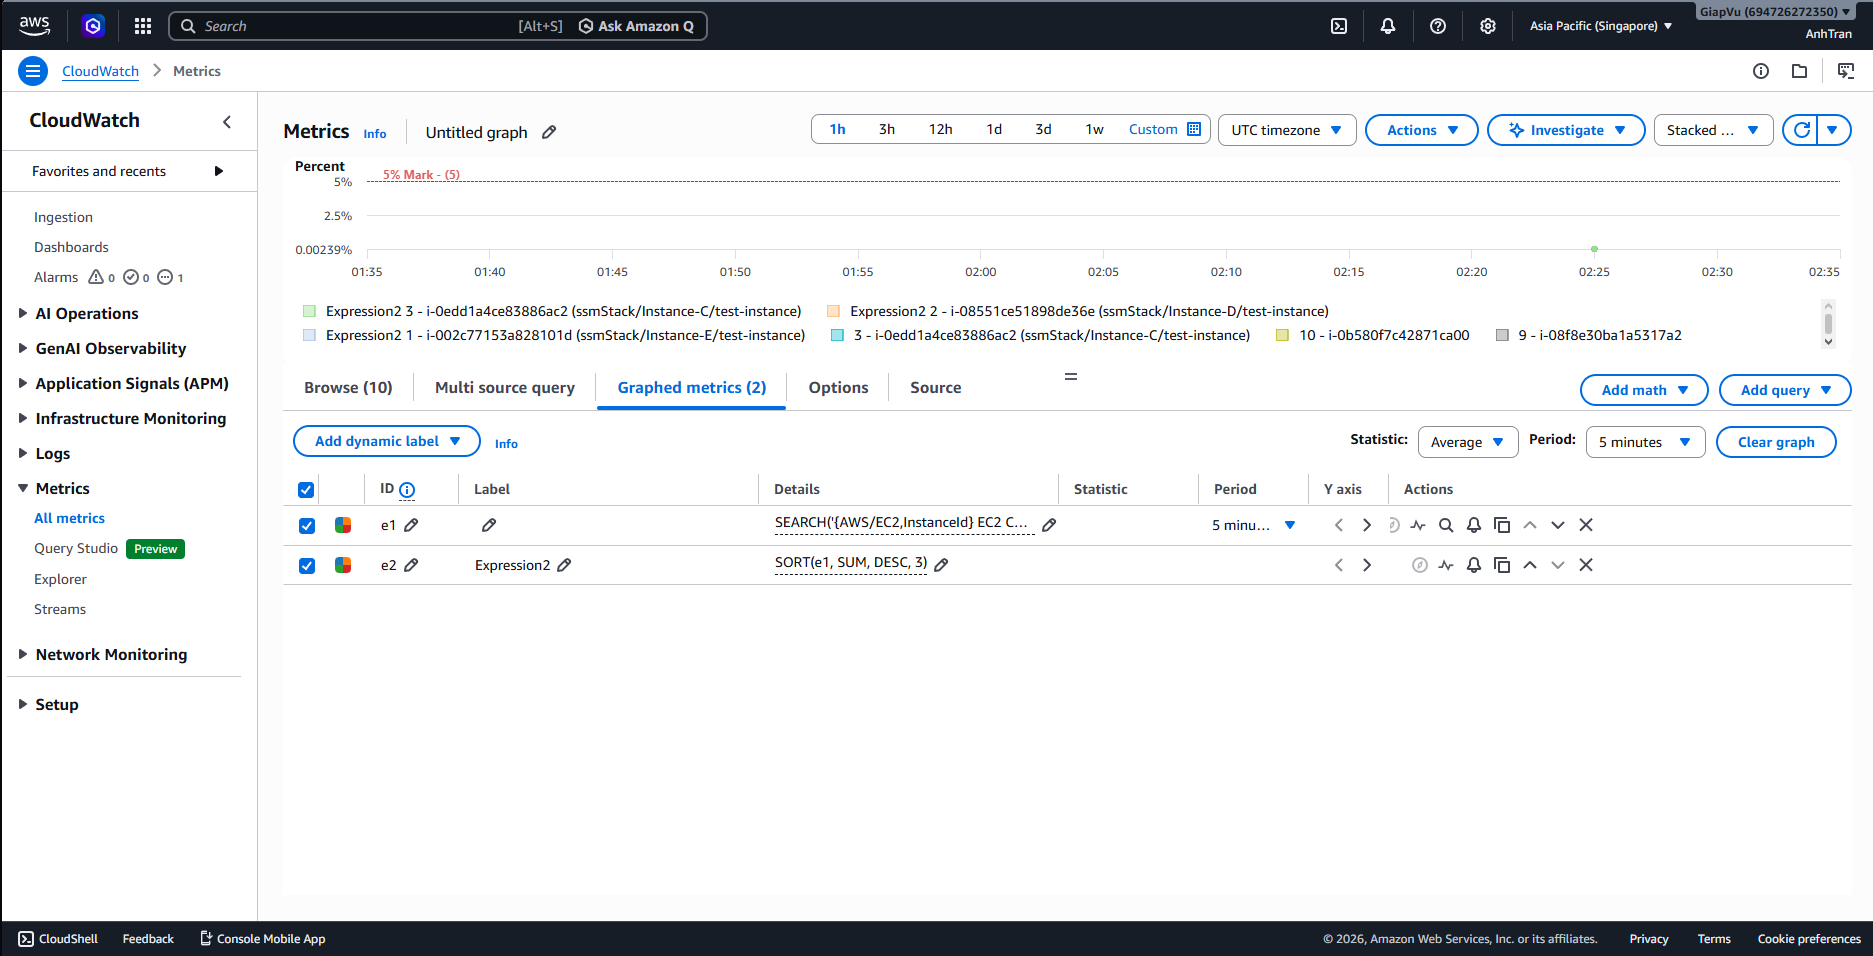 aws
Search [Alt+S] Ask Amazon Q
Asia Pacific (Singapore)
GiapVu (694726272350)
AnhTran
CloudWatch Metrics
CloudWatch
Favorites and recents
Ingestion
Dashboards
Alarms 0 0 1
AI Operations
GenAI Observability
Application Signals (APM)
Infrastructure Monitoring
Logs
Metrics
All metrics
Query Studio Preview
Explorer
Streams
Network Monitoring
Setup
Metrics Info Untitled graph
1h 3h 12h 1d 3d 1w Custom UTC timezone Actions Investigate Stacked ...
Percent
5% Mark - (5)
5%
2.5%
0.00239%
01:35 01:40 01:45 01:50 01:55 02:00 02:05 02:10 02:15 02:20 02:25 02:30 02:35
Expression2 3 - i-0edd1a4ce83886ac2 (ssmStack/Instance-C/test-instance) Expression2 2 - i-08551ce51898de36e (ssmStack/Instance-D/test-instance)
Expression2 1 - i-002c77153a828101d (ssmStack/Instance-E/test-instance) 3 - i-0edd1a4ce83886ac2 (ssmStack/Instance-C/test-instance) 10 - i-0b580f7c42871ca00 9 - i-08f8e30ba1a5317a2
Browse (10) Multi source query Graphed metrics (2) Options Source Add math Add query
Add dynamic label Info Statistic: Average Period: 5 minutes Clear graph
ID Label Details Statistic Period Y axis Actions
e1 SEARCH('{AWS/EC2,InstanceId} EC2 C... 5 minu...
e2 Expression2 SORT(e1, SUM, DESC, 3)
CloudShell Feedback Console Mobile App © 2026, Amazon Web Services, Inc. or its affiliates. Privacy Terms Cookie preferences